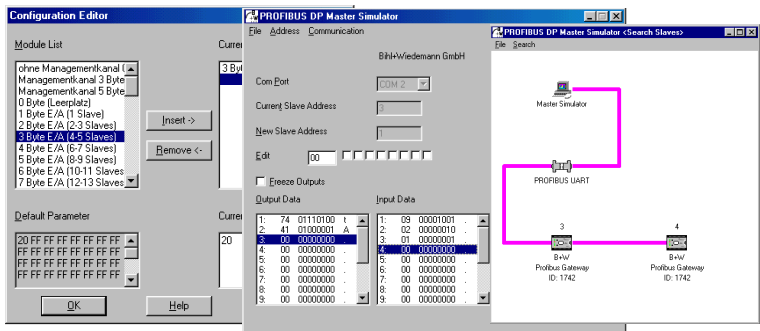 Configuration Editor
Module List
Curre
ohne Managementkanal (
Managementkanal 3 Byte
Managementkanal 5 Byte
0 Byte (Leerplatz)
1 Byte E/A (1 Slave)
2 Byte E/A (2-3 Slaves)
3 Byte E/A (4-5 Slaves)
4 Byte E/A (6-7 Slaves)
5 Byte E/A (8-9 Slaves)
6 Byte E/A (10-11 Slaves
7 Byte E/A (12-13 Slaves
Insert ->
Remove <-
3 By
Default Parameter
Curre
20 FF FF FF FF FF FF FF
FF FF FF FF FF FF FF FF
FF FF FF FF FF FF FF FF
FF FF FF FF FF FF FF FF
20
OK
Help
PROFIBUS DP Master Simulator
File Address Communication
Bihl+Wiedemann GmbH
Com Port
COM 2
Current Slave Address
3
New Slave Address
1
Edit
00
Freeze Outputs
Output Data
Input Data
1: 74 01110100 t
2: 41 01000001 A
3: 00 00000000 .
4: 00 00000000 .
5: 00 00000000 .
6: 00 00000000 .
7: 00 00000000 .
8: 00 00000000 .
9: 00 00000000 .
1: 09 00001001 .
2: 02 00000010 .
3: 01 00000001 .
4: 00 00000000 .
5: 00 00000000 .
6: 00 00000000 .
7: 00 00000000 .
8: 00 00000000 .
9: 00 00000000 .
PROFIBUS DP Master Simulator <Search Slaves>
File Search
Master Simulator
PROFIBUS UART
3
B+W
Profibus Gateway
ID: 1742
4
B+W
Profibus Gateway
ID: 1742